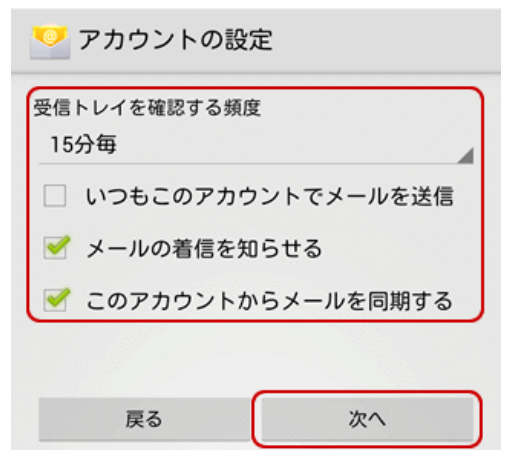 アカウントの設定
受信トレイを確認する頻度
15分毎
いつもこのアカウントでメールを送信
メールの着信を知らせる
このアカウントからメールを同期する
戻る
次へ